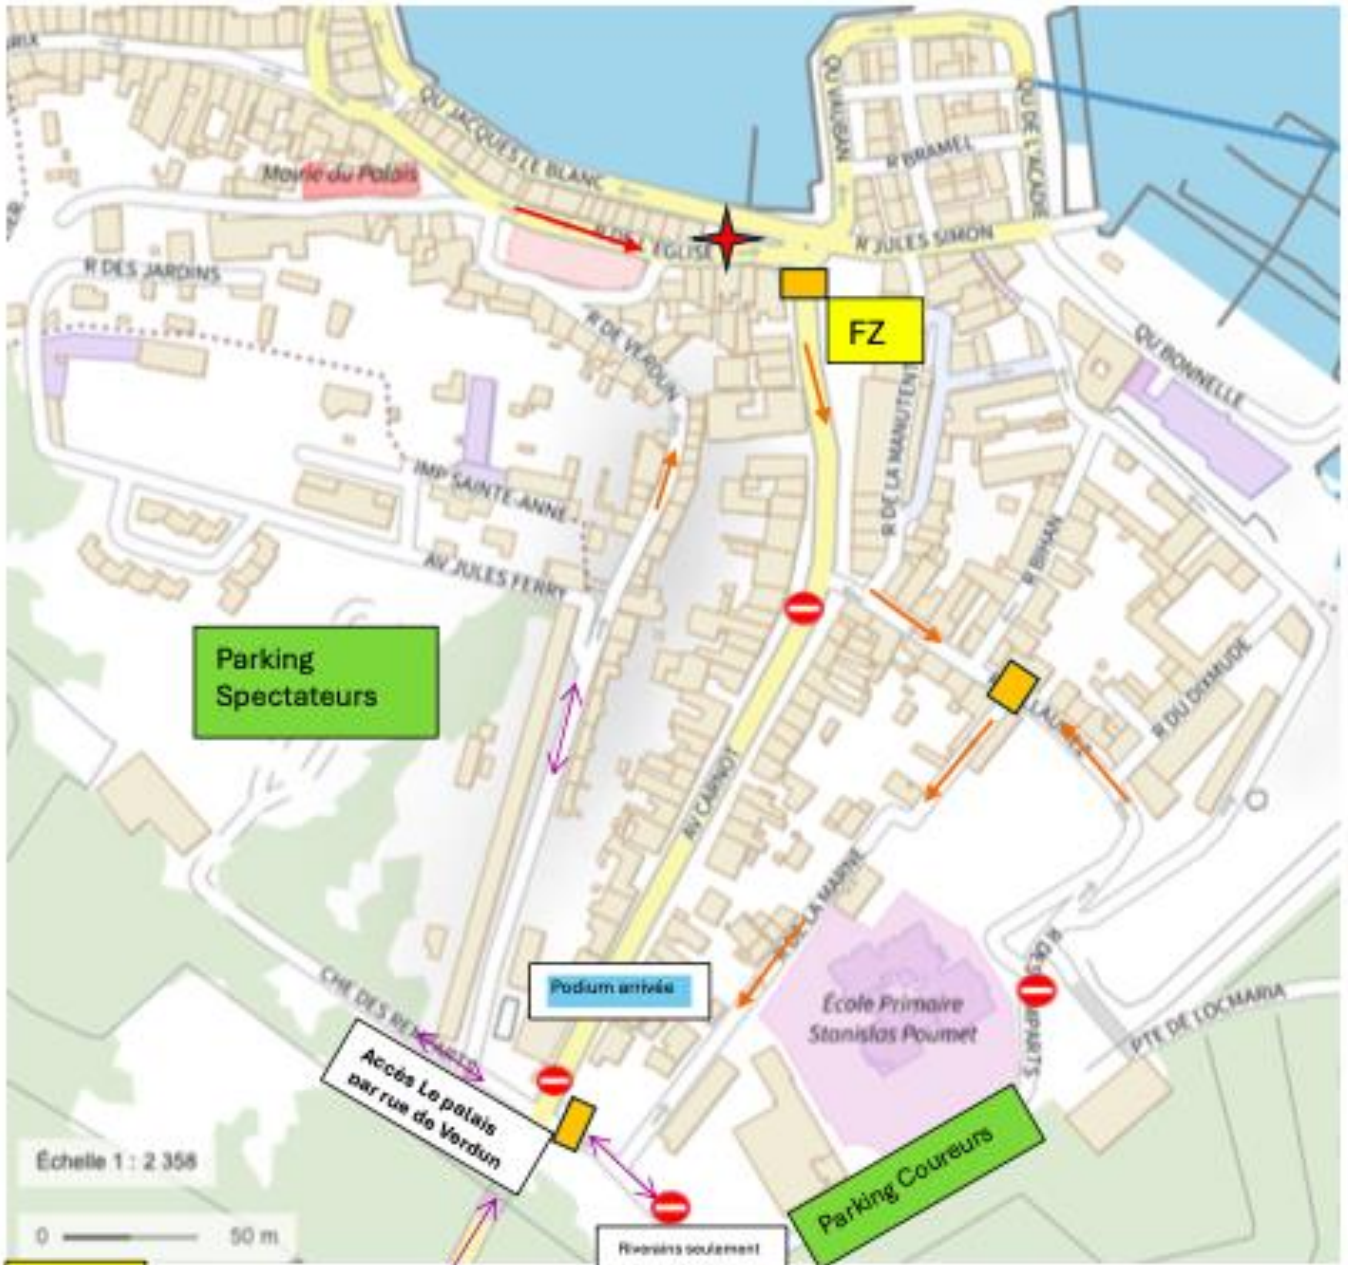 QU JACQUES LE BLANC
QU VAUBAN
R BRAMEL
QU DE L'ACADIE
Mairie du Palais
R DE L'EGLISE
R JULES SIMON
R DES JARDINS
FZ
R DE VERDUN
QU BONNELLE
R DE LA MANUTENT
IMP SAINTE-ANNE
AV JULES FERRY
R BIHAN
Parking
Spectateurs
R DU DIXMUDE
AV CARNOT
R DE LA MARNE
Podium arrivée
École Primaire
Stanislas Poumet
PTE DE LOCMARIA
CHE DES
Accès Le palais
par rue de Verdun
Parking Coureurs
Échelle 1 : 2 358
0
50 m
Riverains seulement